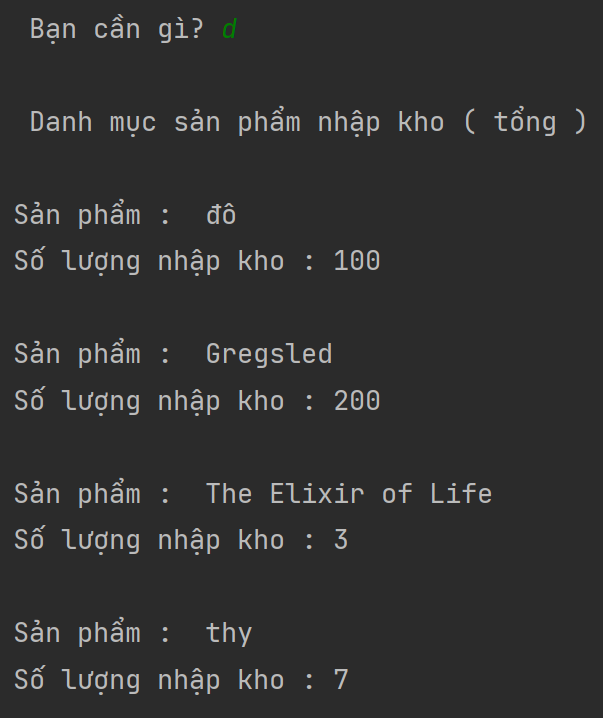 Bạn cần gì? d
Danh mục sản phẩm nhập kho ( tổng )
Sản phẩm :  đô
Số lượng nhập kho : 100
Sản phẩm :  Gregsled
Số lượng nhập kho : 200
Sản phẩm :  The Elixir of Life
Số lượng nhập kho : 3
Sản phẩm :  thy
Số lượng nhập kho : 7